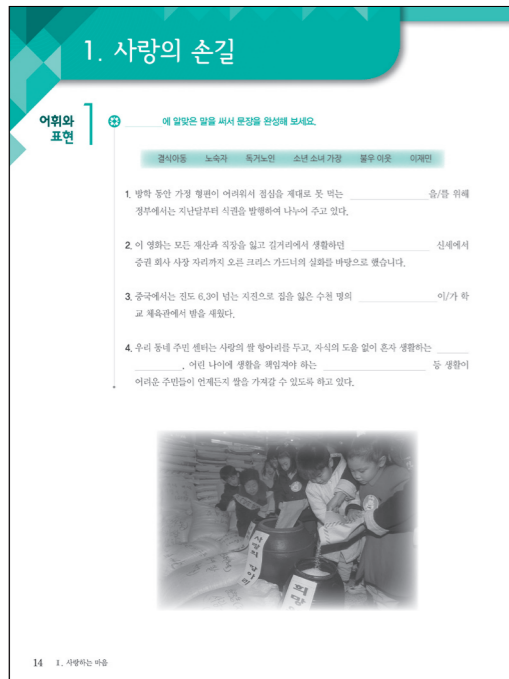 1. 사랑의 손길
어휘와
표현
1
에 알맞은 말을 써서 문장을 완성해 보세요.
결식아동 노숙자 독거노인 소년 소녀 가장 불우 이웃 이재민
1. 방학 동안 가정 형편이 어려워서 점심을 제대로 못 먹는 을/를 위해
정부에서는 지난달부터 식권을 발행하여 나누어 주고 있다.
2. 이 영화는 모든 재산과 직장을 잃고 길거리에서 생활하던 신세에서
증권 회사 사장 자리까지 오른 크리스 가드너의 실화를 바탕으로 했습니다.
3. 중국에서는 진도 6.3이 넘는 지진으로 집을 잃은 수천 명의 이/가 학
교 체육관에서 밤을 새웠다.
4. 우리 동네 주민 센터는 사랑의 쌀 항아리를 두고, 자식의 도움 없이 혼자 생활하는
, 어린 나이에 생활을 책임져야 하는 등 생활이
어려운 주민들이 언제든지 쌀을 가져갈 수 있도록 하고 있다.
사랑의 항아리
희망
14 1. 사랑하는 마음